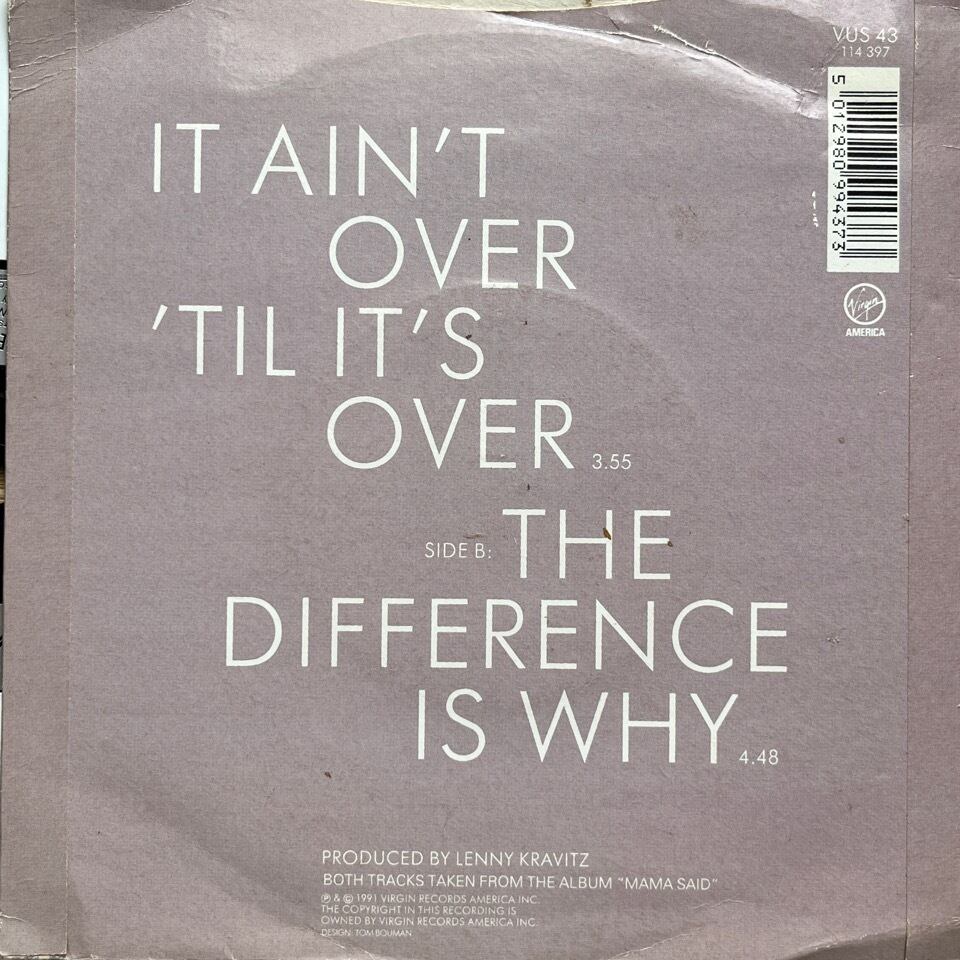 VUS 43
114 397
5 012980 994373
Virgin
AMERICA
IT AIN'T
OVER
'TIL IT'S
OVER 3.55
SIDE B: THE
DIFFERENCE
IS WHY 4.48
PRODUCED BY LENNY KRAVITZ
BOTH TRACKS TAKEN FROM THE ALBUM "MAMA SAID"
℗ & © 1991 VIRGIN RECORDS AMERICA INC.
THE COPYRIGHT IN THIS RECORDING IS
OWNED BY VIRGIN RECORDS AMERICA INC.
DESIGN: TOM BOUMAN